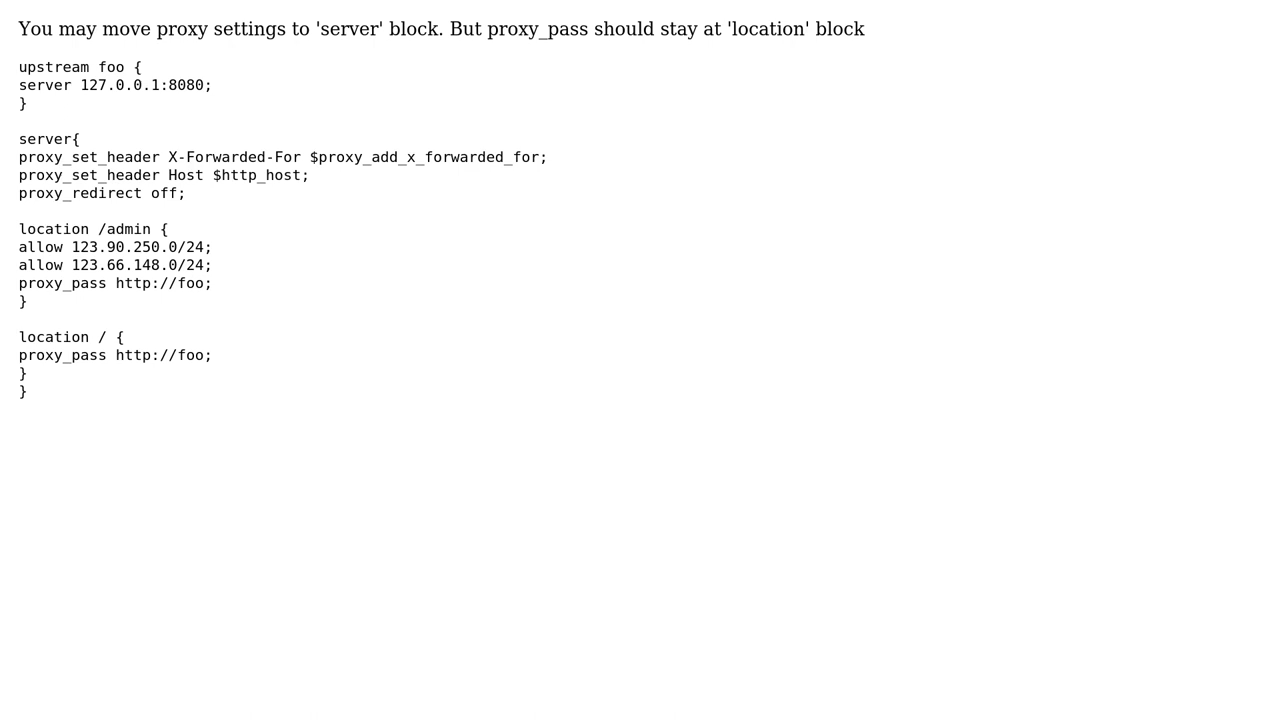 You may move proxy settings to 'server' block. But proxy_pass should stay at 'location' block
upstream foo {
server 127.0.0.1:8080;
}
server{
proxy_set_header X-Forwarded-For $proxy_add_x_forwarded_for;
proxy_set_header Host $http_host;
proxy_redirect off;
location /admin {
allow 123.90.250.0/24;
allow 123.66.148.0/24;
proxy_pass http://foo;
}
location / {
proxy_pass http://foo;
}
}